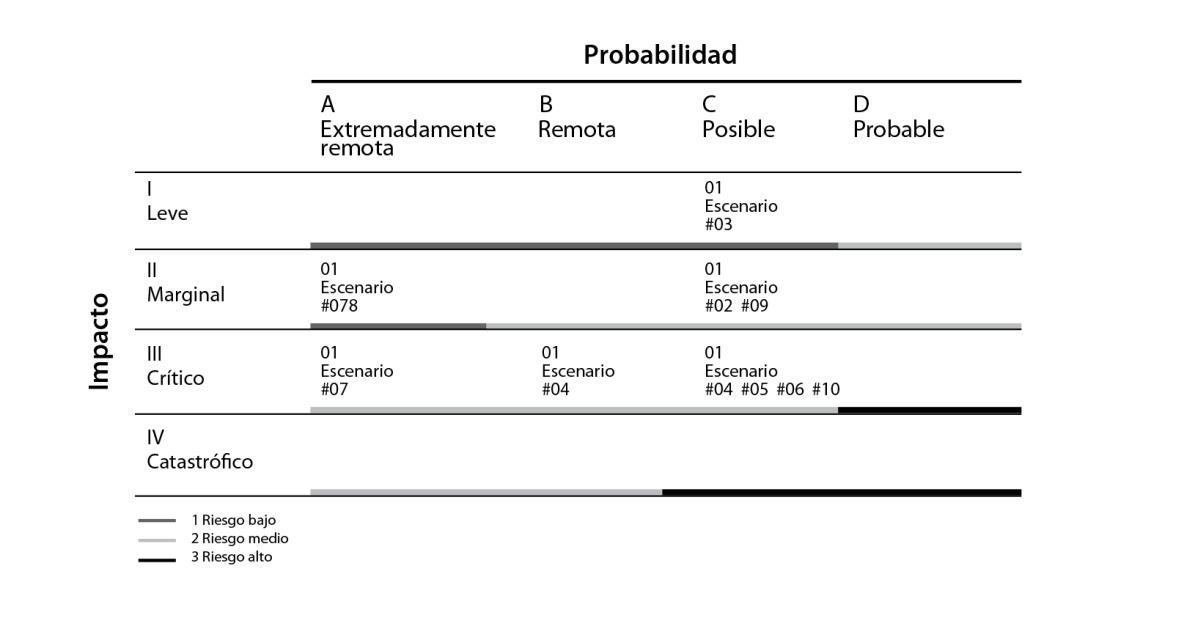 Probabilidad
A
Extremadamente
remota
B
Remota
C
Posible
D
Probable
Impacto
I
Leve
01
Escenario
#03
II
Marginal
01
Escenario
#078
01
Escenario
#02 #09
III
Crítico
01
Escenario
#07
01
Escenario
#04
01
Escenario
#04 #05 #06 #10
IV
Catastrófico
1 Riesgo bajo
2 Riesgo medio
3 Riesgo alto